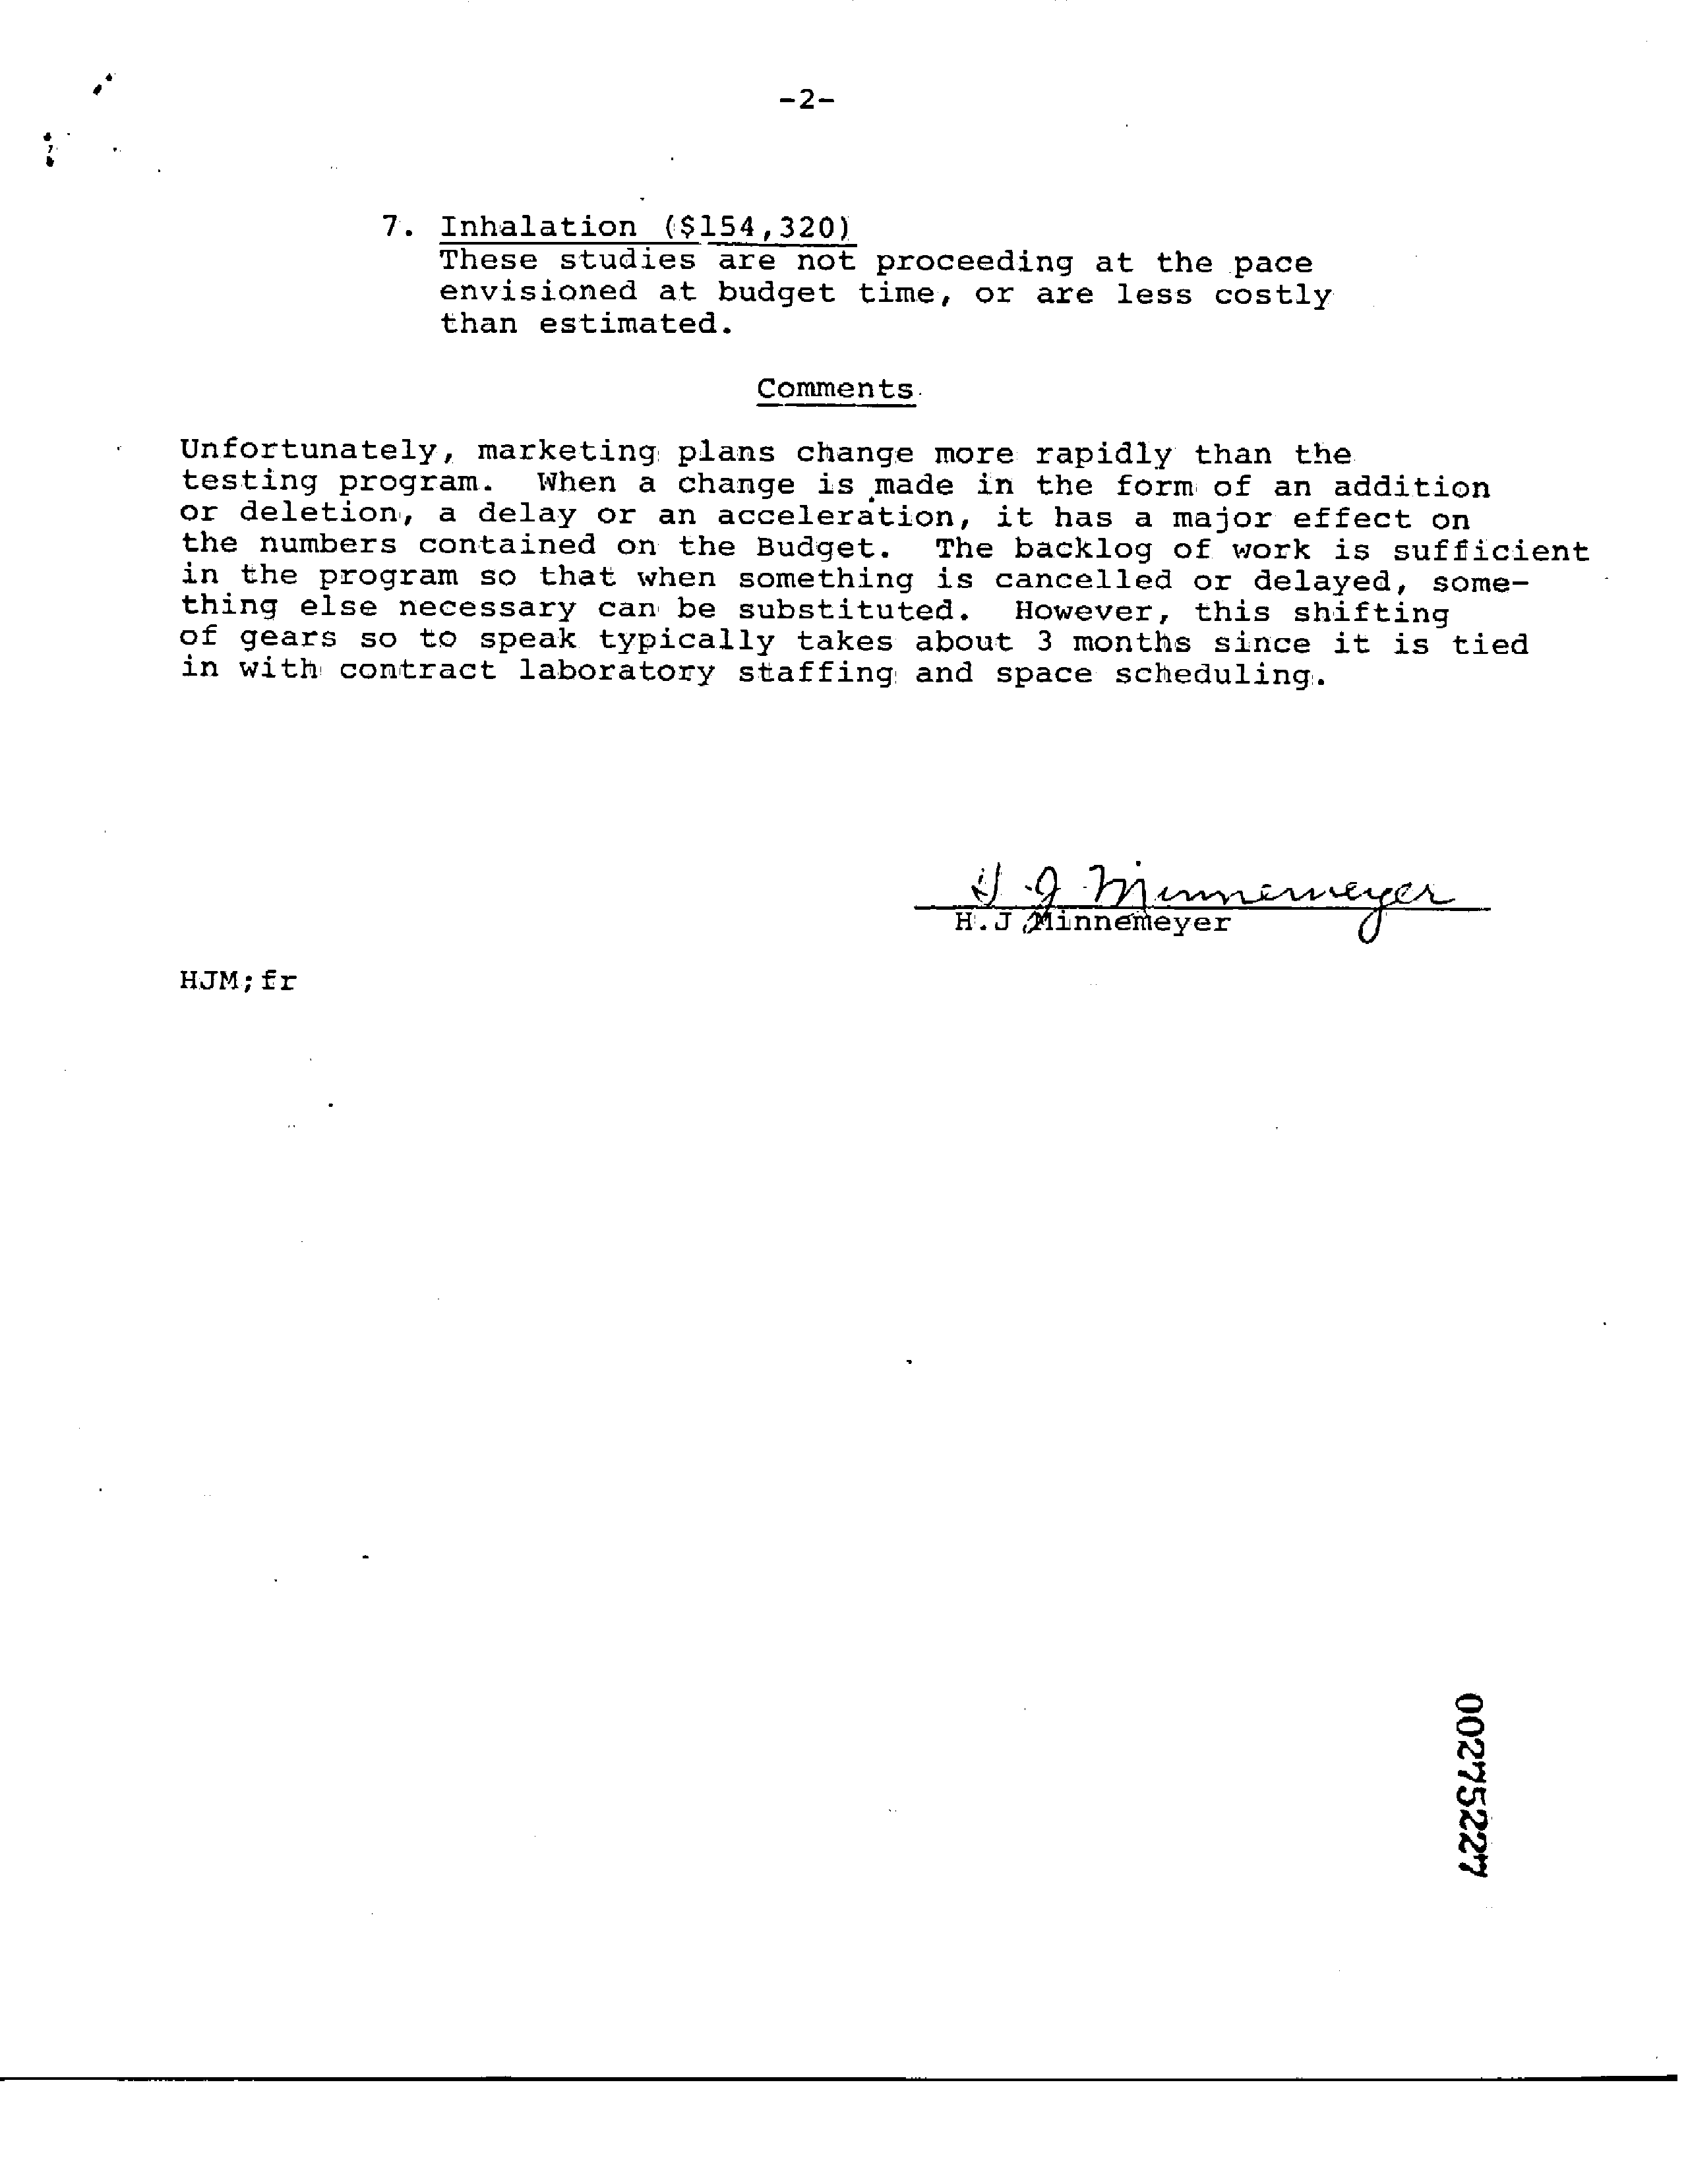 -2-
7. Inhalation ($154,320)
These studies are not proceeding at the pace
envisioned at budget time, or are less costly
than estimated.
Comments
Unfortunately, marketing plans change more rapidly than the
testing program. When a change is made in the form of an addition
or deletion, a delay or an acceleration, it has a major effect on
the numbers contained on the Budget. The backlog of work is sufficient
in the program so that when something is cancelled or delayed, some-
thing else necessary can be substituted. However, this shifting
of gears so to speak typically takes about 3 months since it is tied
in with contract laboratory staffing and space scheduling.
H J Minnemeyer
H.J.Minnemeyer
HJM;fr
00275227